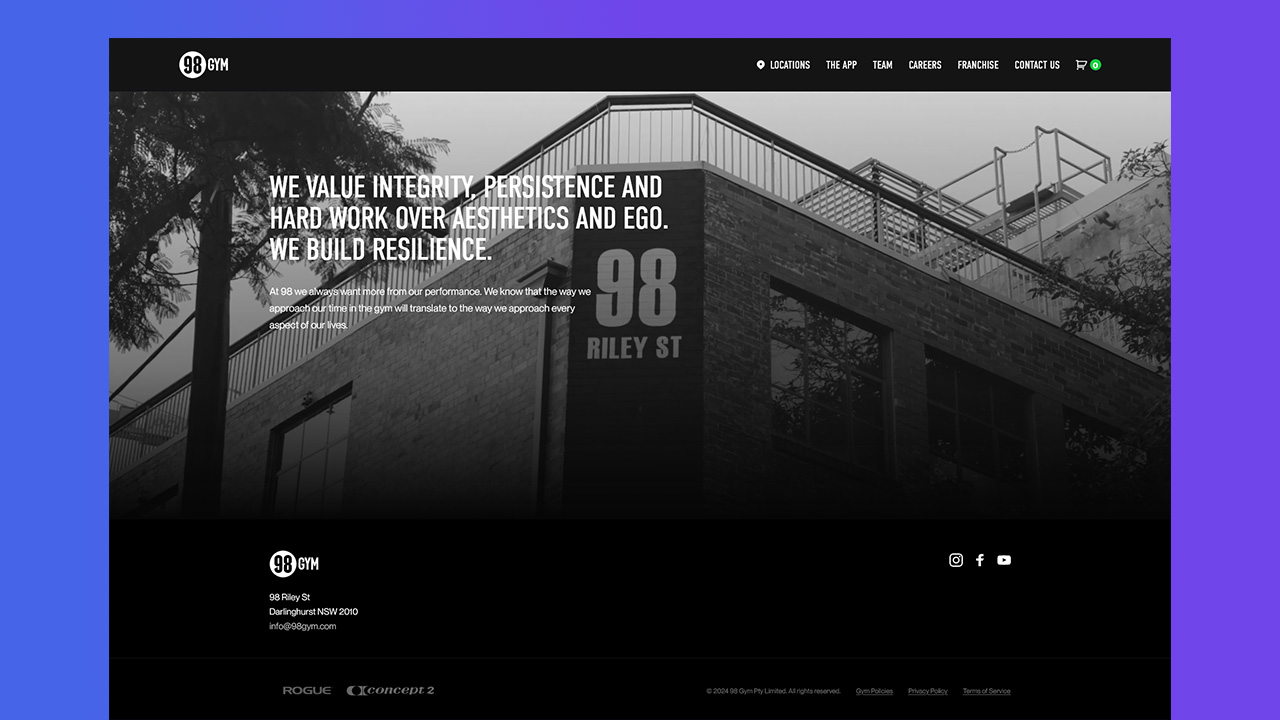 98 GYM
LOCATIONS THE APP TEAM CAREERS FRANCHISE CONTACT US 0
WE VALUE INTEGRITY, PERSISTENCE AND
HARD WORK OVER AESTHETICS AND EGO.
WE BUILD RESILIENCE.
At 98 we always want more from our performance. We know that the way we
approach our time in the gym will translate to the way we approach every
aspect of our lives.
98
RILEY ST
98 GYM
98 Riley St
Darlinghurst NSW 2010
info@98gym.com
ROGUE concept 2
© 2024 98 Gym Pty Limited. All rights reserved. Gym Policies Privacy Policy Terms of Service